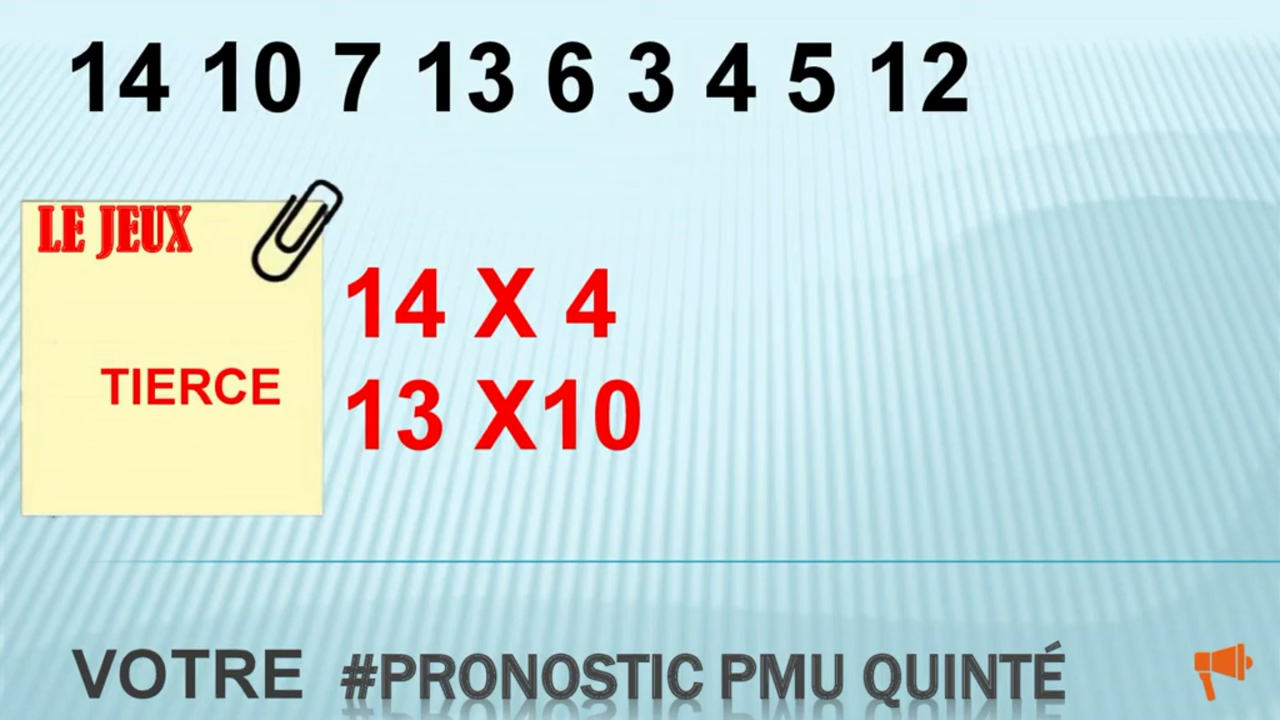 14 10 7 13 6 3 4 5 12
LE JEUX
14 X 4
TIERCE
13 X10
VOTRE #PRONOSTIC PMU QUINTÉ